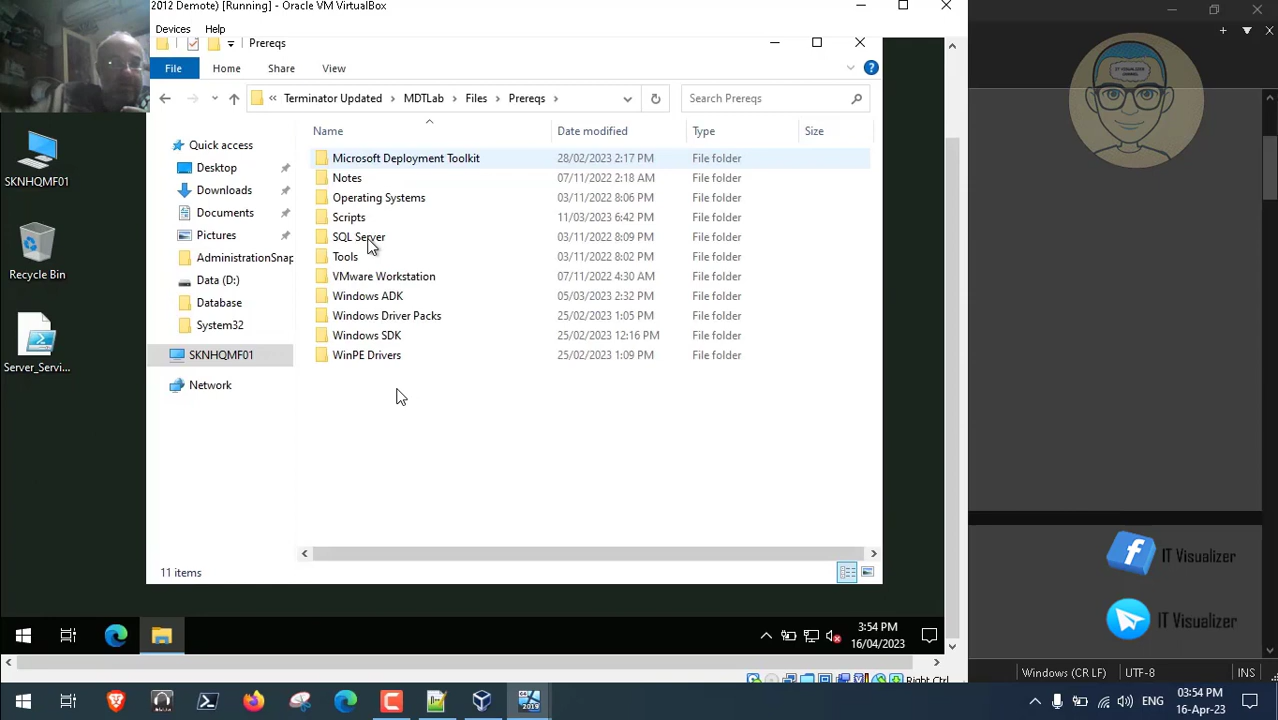 2012 Demote) [Running] - Oracle VM VirtualBox
Devices Help
Prereqs
File Home Share View
Terminator Updated MDTLab Files Prereqs
Search Prereqs
Name Date modified Type Size
Quick access
Desktop
Downloads
Documents
Pictures
AdministrationSnap
Data (D:)
Database
System32
SKNHQMF01
Network
Microsoft Deployment Toolkit 28/02/2023 2:17 PM File folder
Notes 07/11/2022 2:18 AM File folder
Operating Systems 03/11/2022 8:06 PM File folder
Scripts 11/03/2023 6:42 PM File folder
SQL Server 03/11/2022 8:09 PM File folder
Tools 03/11/2022 8:02 PM File folder
VMware Workstation 07/11/2022 4:30 AM File folder
Windows ADK 05/03/2023 2:32 PM File folder
Windows Driver Packs 25/02/2023 1:05 PM File folder
Windows SDK 25/02/2023 12:16 PM File folder
WinPE Drivers 25/02/2023 1:09 PM File folder
11 items
SKNHQMF01
Recycle Bin
Server_Servi...
IT VISUALIZER
CHANNEL
IT Visualizer
IT Visualizer
3:54 PM
16/04/2023
Right Ctrl
Windows (CR LF) UTF-8 INS
2019
ENG
03:54 PM
16-Apr-23